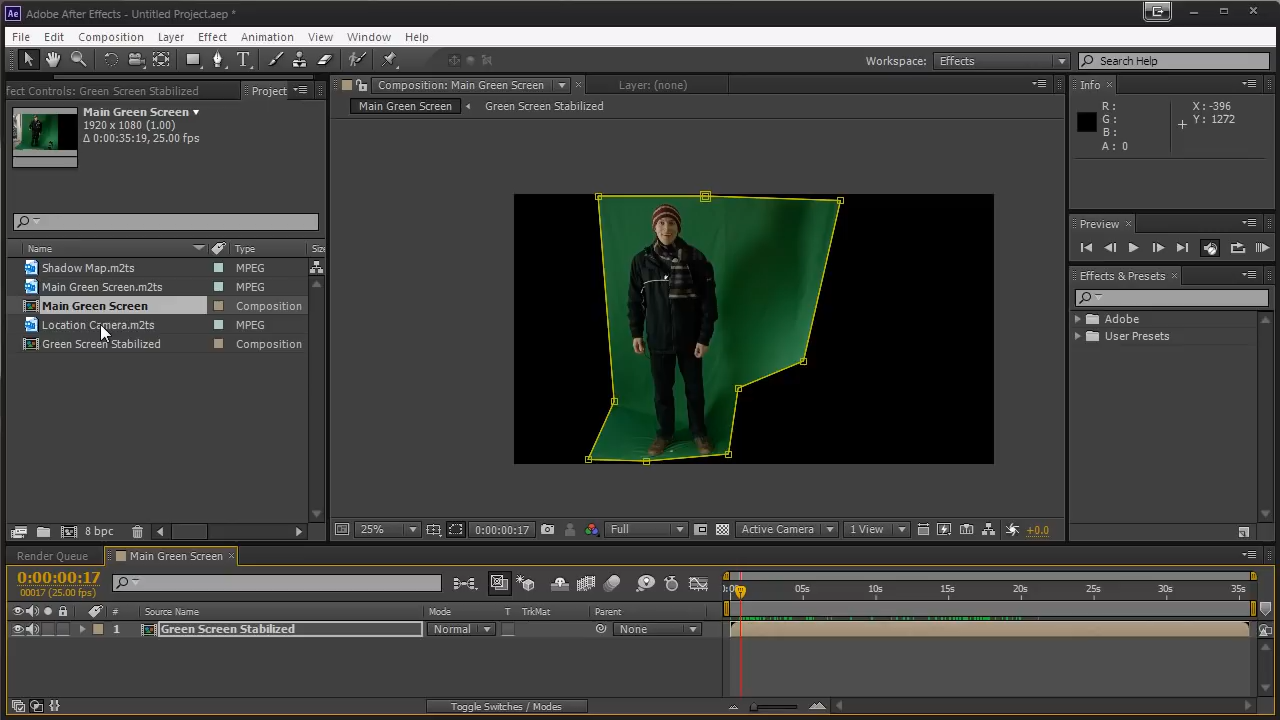 Adobe After Effects - Untitled Project.aep *
File Edit Composition Layer Effect Animation View Window Help
Workspace: Effects Search Help
fect Controls: Green Screen Stabilized Project
Main Green Screen
1920 x 1080 (1.00)
Δ 0:00:35:19, 25.00 fps
Name Type Siz
Shadow Map.m2ts MPEG
Main Green Screen.m2ts MPEG
Main Green Screen Composition
Location Camera.m2ts MPEG
Green Screen Stabilized Composition
8 bpc
Composition: Main Green Screen Layer: (none)
Main Green Screen Green Screen Stabilized
25% 0:00:00:17 Full Active Camera 1 View +0.0
Info
R: X: -396
G: Y: 1272
B:
A: 0
Preview
Effects & Presets
Adobe
User Presets
Render Queue Main Green Screen
0:00:00:17
00017 (25.00 fps)
0s 05s 10s 15s 20s 25s 30s 35s
# Source Name Mode T TrkMat Parent
1 Green Screen Stabilized Normal None
Toggle Switches / Modes